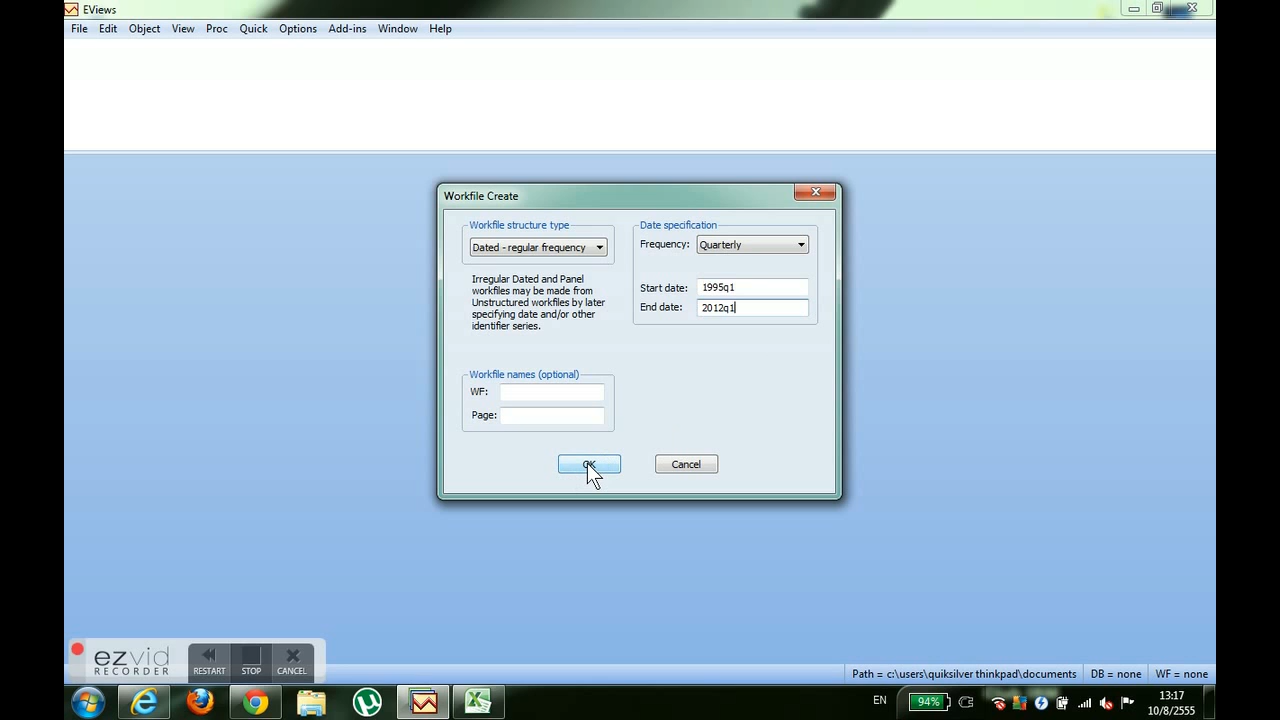 EViews
File Edit Object View Proc Quick Options Add-ins Window Help
Workfile Create
Workfile structure type
Dated - regular frequency
Irregular Dated and Panel
workfiles may be made from
Unstructured workfiles by later
specifying date and/or other
identifier series.
Date specification
Frequency: Quarterly
Start date: 1995q1
End date: 2012q1
Workfile names (optional)
WF:
Page:
OK Cancel
ezvid
RECORDER
RESTART STOP CANCEL
Path = c:\users\quiksilver thinkpad\documents DB = none WF = none
EN 94% 13:17
10/8/2555